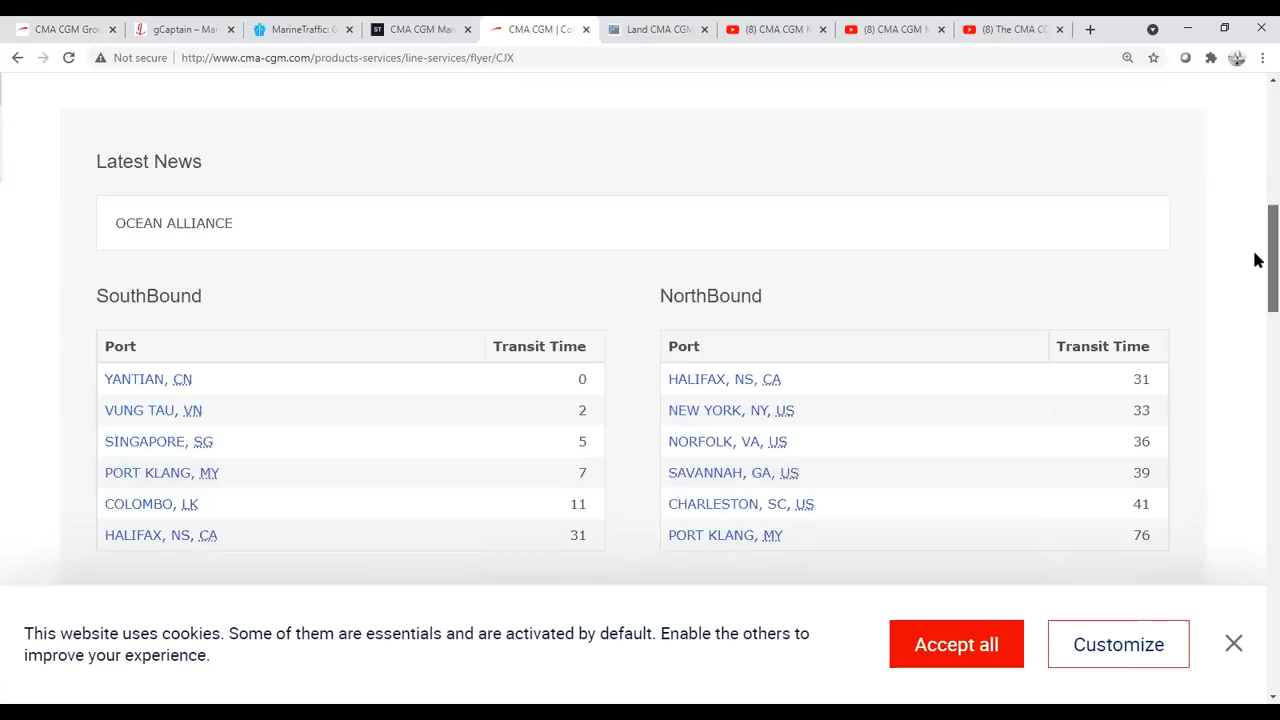 CMA CGM Grou
gCaptain – Ma
MarineTraffic: G
ST
CMA CGM Mar
CMA CGM | Co
Land CMA CGM
(8) CMA CGM M
(8) CMA CGM M
(8) The CMA CG
Not secure | http://www.cma-cgm.com/products-services/line-services/flyer/CJX
Latest News
OCEAN ALLIANCE
SouthBound
Port Transit Time
YANTIAN, CN 0
VUNG TAU, VN 2
SINGAPORE, SG 5
PORT KLANG, MY 7
COLOMBO, LK 11
HALIFAX, NS, CA 31
NorthBound
Port Transit Time
HALIFAX, NS, CA 31
NEW YORK, NY, US 33
NORFOLK, VA, US 36
SAVANNAH, GA, US 39
CHARLESTON, SC, US 41
PORT KLANG, MY 76
This website uses cookies. Some of them are essentials and are activated by default. Enable the others to
improve your experience.
Accept all
Customize